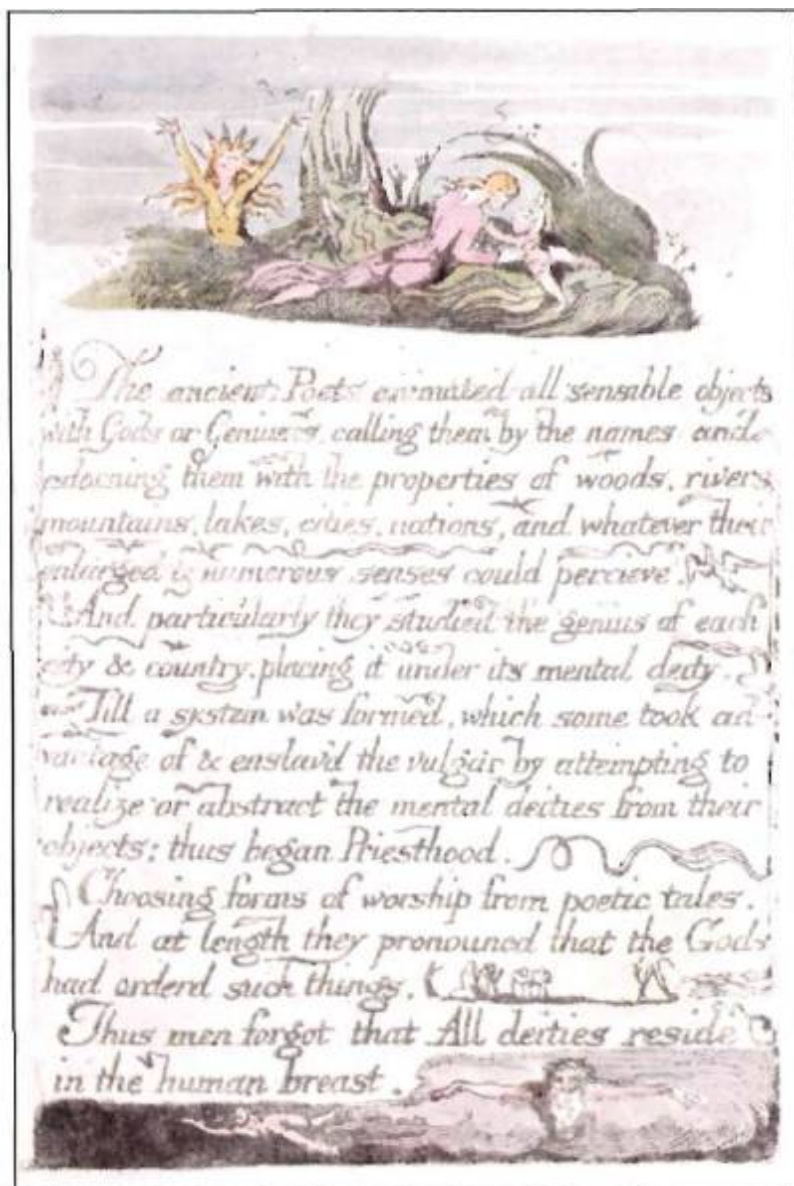 The ancient Poets animated all sensible objects
with Gods or Geniuses, calling them by the names and
adorning them with the properties of woods, rivers,
mountains, lakes, cities, nations, and whatever their
enlarged & numerous senses could percieve.
And particularly they studied the genius of each
city & country. placing it under its mental deity.
Till a system was formed, which some took ad-
vantage of & enslav'd the vulgar by attempting to
realize or abstract the mental deities from their
objects: thus began Priesthood.
Choosing forms of worship from poetic tales.
And at length they pronounced that the Gods
had orderd such things.
Thus men forgot that All deities reside
in the human breast.